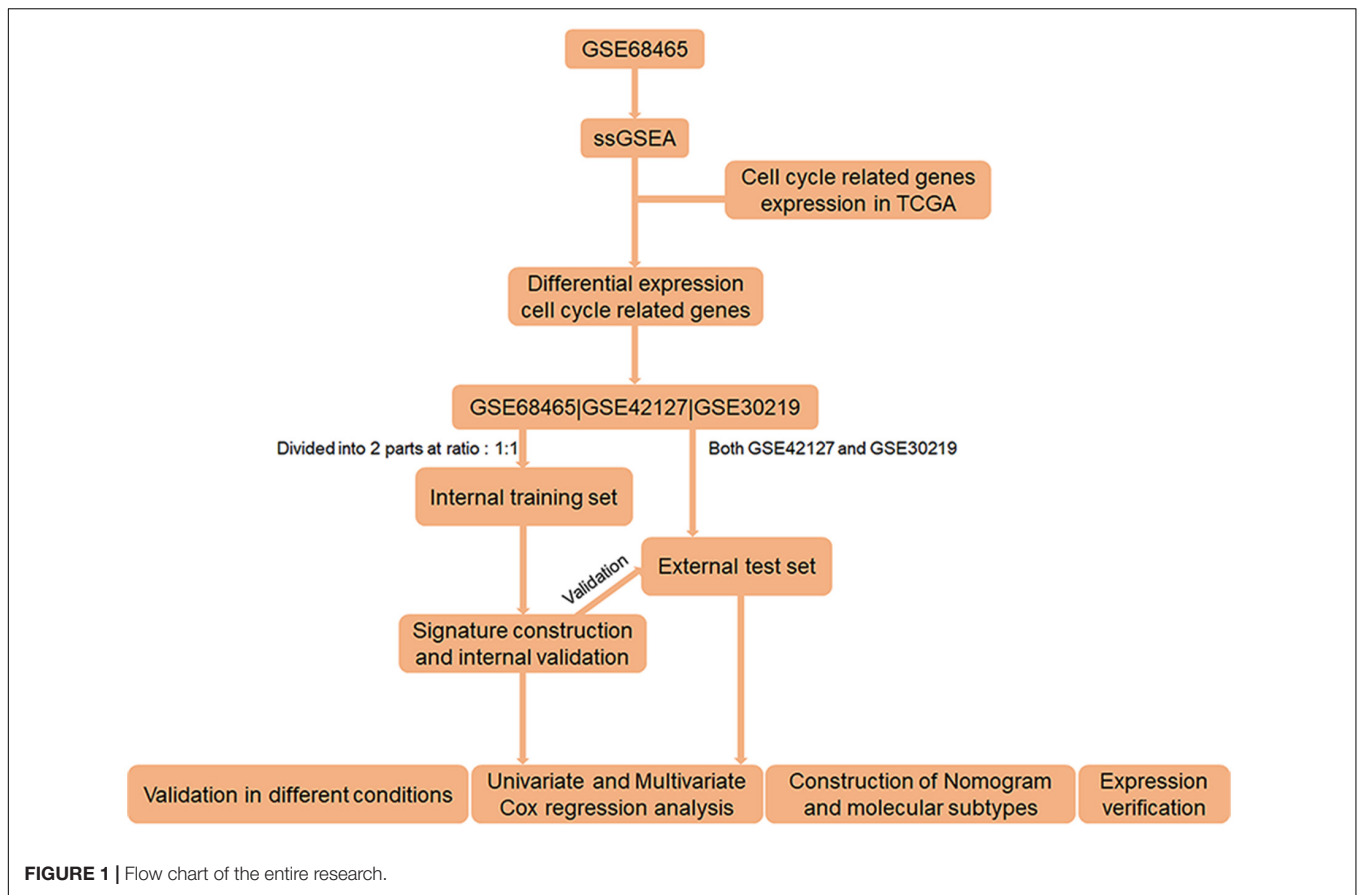 GSE68465
ssGSEA
Cell cycle related genes
expression in TCGA
Differential expression
cell cycle related genes
GSE68465|GSE42127|GSE30219
Divided into 2 parts at ratio : 1:1
Both GSE42127 and GSE30219
Internal training set
External test set
Validation
Signature construction
and internal validation
Validation in different conditions
Univariate and Multivariate
Cox regression analysis
Construction of Nomogram
and molecular subtypes
Expression
verification
FIGURE 1 | Flow chart of the entire research.